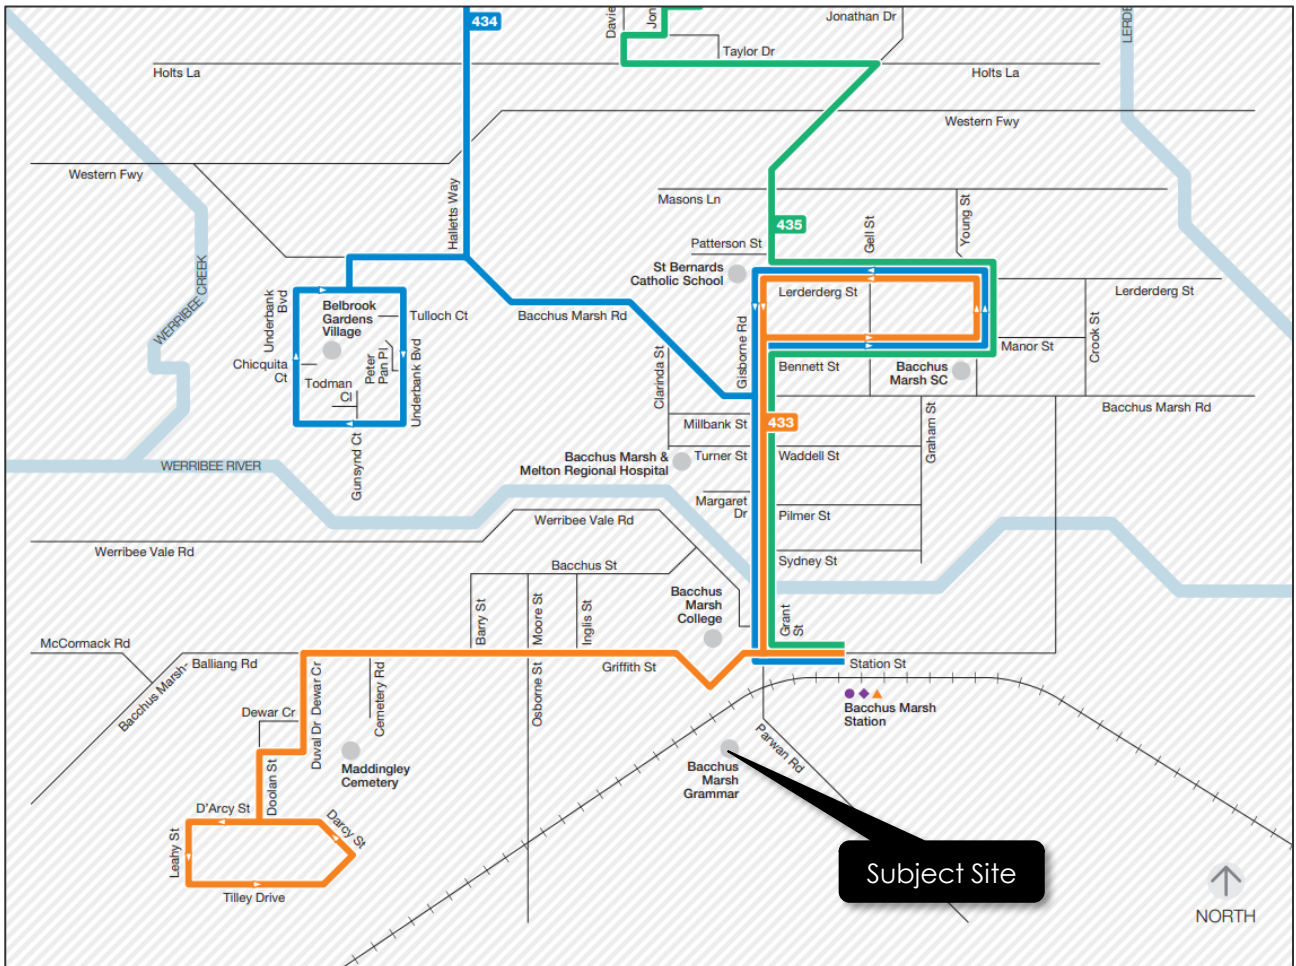 434
Davie
Jon
Jonathan Dr
LERDE
Taylor Dr
Holts La
Holts La
Western Fwy
Western Fwy
Halletts Way
Masons Ln
435
Gell St
Young St
Patterson St
St Bernards
Catholic School
WERRIBEE CREEK
Underbank
Bvd
Belbrook
Gardens
Village
Tulloch Ct
Bacchus Marsh Rd
Gisborne Rd
Lerderderg St
Lerderderg St
Crook St
Manor St
Chicquita
Ct
Peter
Pan Pl
Underbank Bvd
Todman
Cl
Clarinda St
Bennett St
Bacchus
Marsh SC
Bacchus Marsh Rd
Millbank St
433
Graham St
Gunsynd Ct
WERRIBEE RIVER
Bacchus Marsh &
Melton Regional Hospital
Turner St
Waddell St
Margaret
Dr
Pilmer St
Werribee Vale Rd
Werribee Vale Rd
Sydney St
Bacchus St
Bacchus
Marsh
College
Grant
St
Barry St
Moore St
Inglis St
McCormack Rd
Balliang Rd
Bacchus Marsh-
Dewar Cr
Cemetery Rd
Osborne St
Griffith St
Station St
Bacchus Marsh
Station
Dewar Cr
Duval Dr
Doolan St
Maddingley
Cemetery
Parwan Rd
Bacchus
Marsh
Grammar
D'Arcy St
Darcy St
Leahy St
Tilley Drive
Subject Site
NORTH